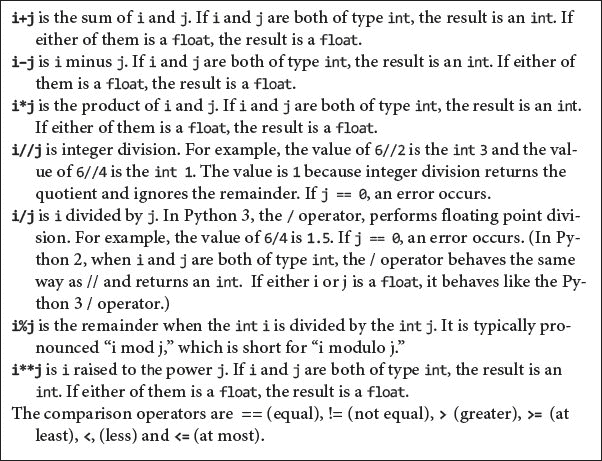 i+j is the sum of i and j. If i and j are both of type int, the result is an int. If
either of them is a float, the result is a float.
i–j is i minus j. If i and j are both of type int, the result is an int. If either of
them is a float, the result is a float.
i*j is the product of i and j. If i and j are both of type int, the result is an int.
If either of them is a float, the result is a float.
i//j is integer division. For example, the value of 6//2 is the int 3 and the val-
ue of 6//4 is the int 1. The value is 1 because integer division returns the
quotient and ignores the remainder. If j == 0, an error occurs.
i/j is i divided by j. In Python 3, the / operator, performs floating point divi-
sion. For example, the value of 6/4 is 1.5. If j == 0, an error occurs. (In Py-
thon 2, when i and j are both of type int, the / operator behaves the same
way as // and returns an int. If either i or j is a float, it behaves like the Py-
thon 3 / operator.)
i%j is the remainder when the int i is divided by the int j. It is typically pro-
nounced “i mod j,” which is short for “i modulo j.”
i**j is i raised to the power j. If i and j are both of type int, the result is an
int. If either of them is a float, the result is a float.
The comparison operators are == (equal), != (not equal), > (greater), >= (at
least), <, (less) and <= (at most).